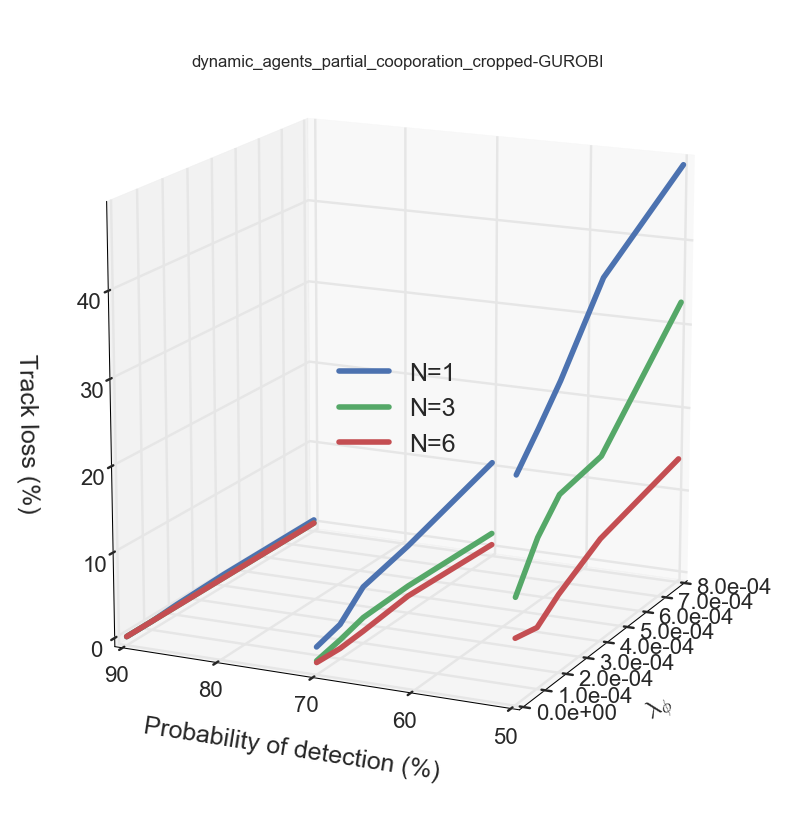 dynamic_agents_partial_cooporation_cropped-GUROBI
N=1
N=3
N=6
Track loss (%)
40
30
20
10
0
90
80
70
60
50
Probability of detection (%)
8.0e-04
7.0e-04
6.0e-04
5.0e-04
4.0e-04
3.0e-04
2.0e-04
1.0e-04
0.0e+00
λϕ